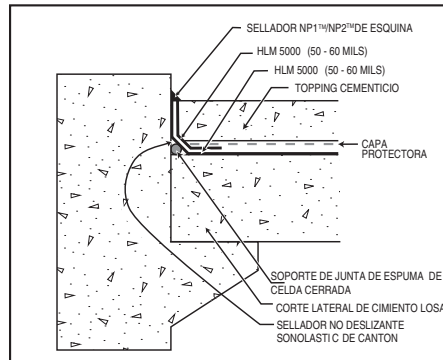 SELLADOR NP1™/NP2™DE ESQUINA
HLM 5000 (50 - 60 MILS)
HLM 5000 (50 - 60 MILS)
TOPPING CEMENTICIO
CAPA
PROTECTORA
SOPORTE DE JUNTA DE ESPUMA DE
CELDA CERRADA
CORTE LATERAL DE CIMIENTO LOSA
SELLADOR NO DESLIZANTE
SONOLASTIC DE CANTON